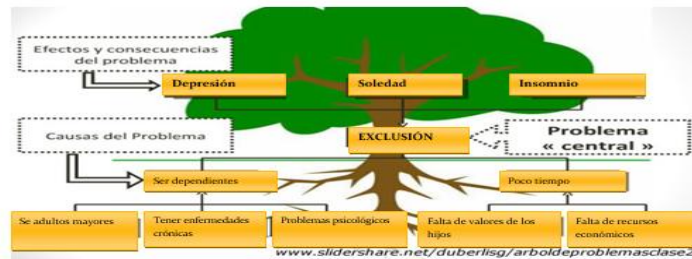 Efectos y consecuencias
del problema
Depresión
Soledad
Insomnio
Causas del Problema
EXCLUSIÓN
Problema
« central »
Ser dependientes
Poco tiempo
Se adultos mayores
Tener enfermedades
crónicas
Problemas psicológicos
Falta de valores de los
hijos
Falta de recursos
económicos
www.slidershare.net/duberlisg/arboldeproblemasclase2